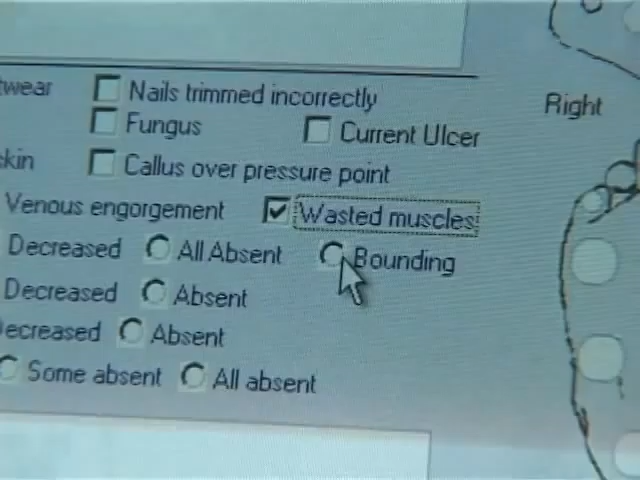 twear Nails trimmed incorrectly Right
Fungus Current Ulcer
skin Callus over pressure point
Venous engorgement Wasted muscles
Decreased All Absent Bounding
Decreased Absent
ecreased Absent
Some absent All absent